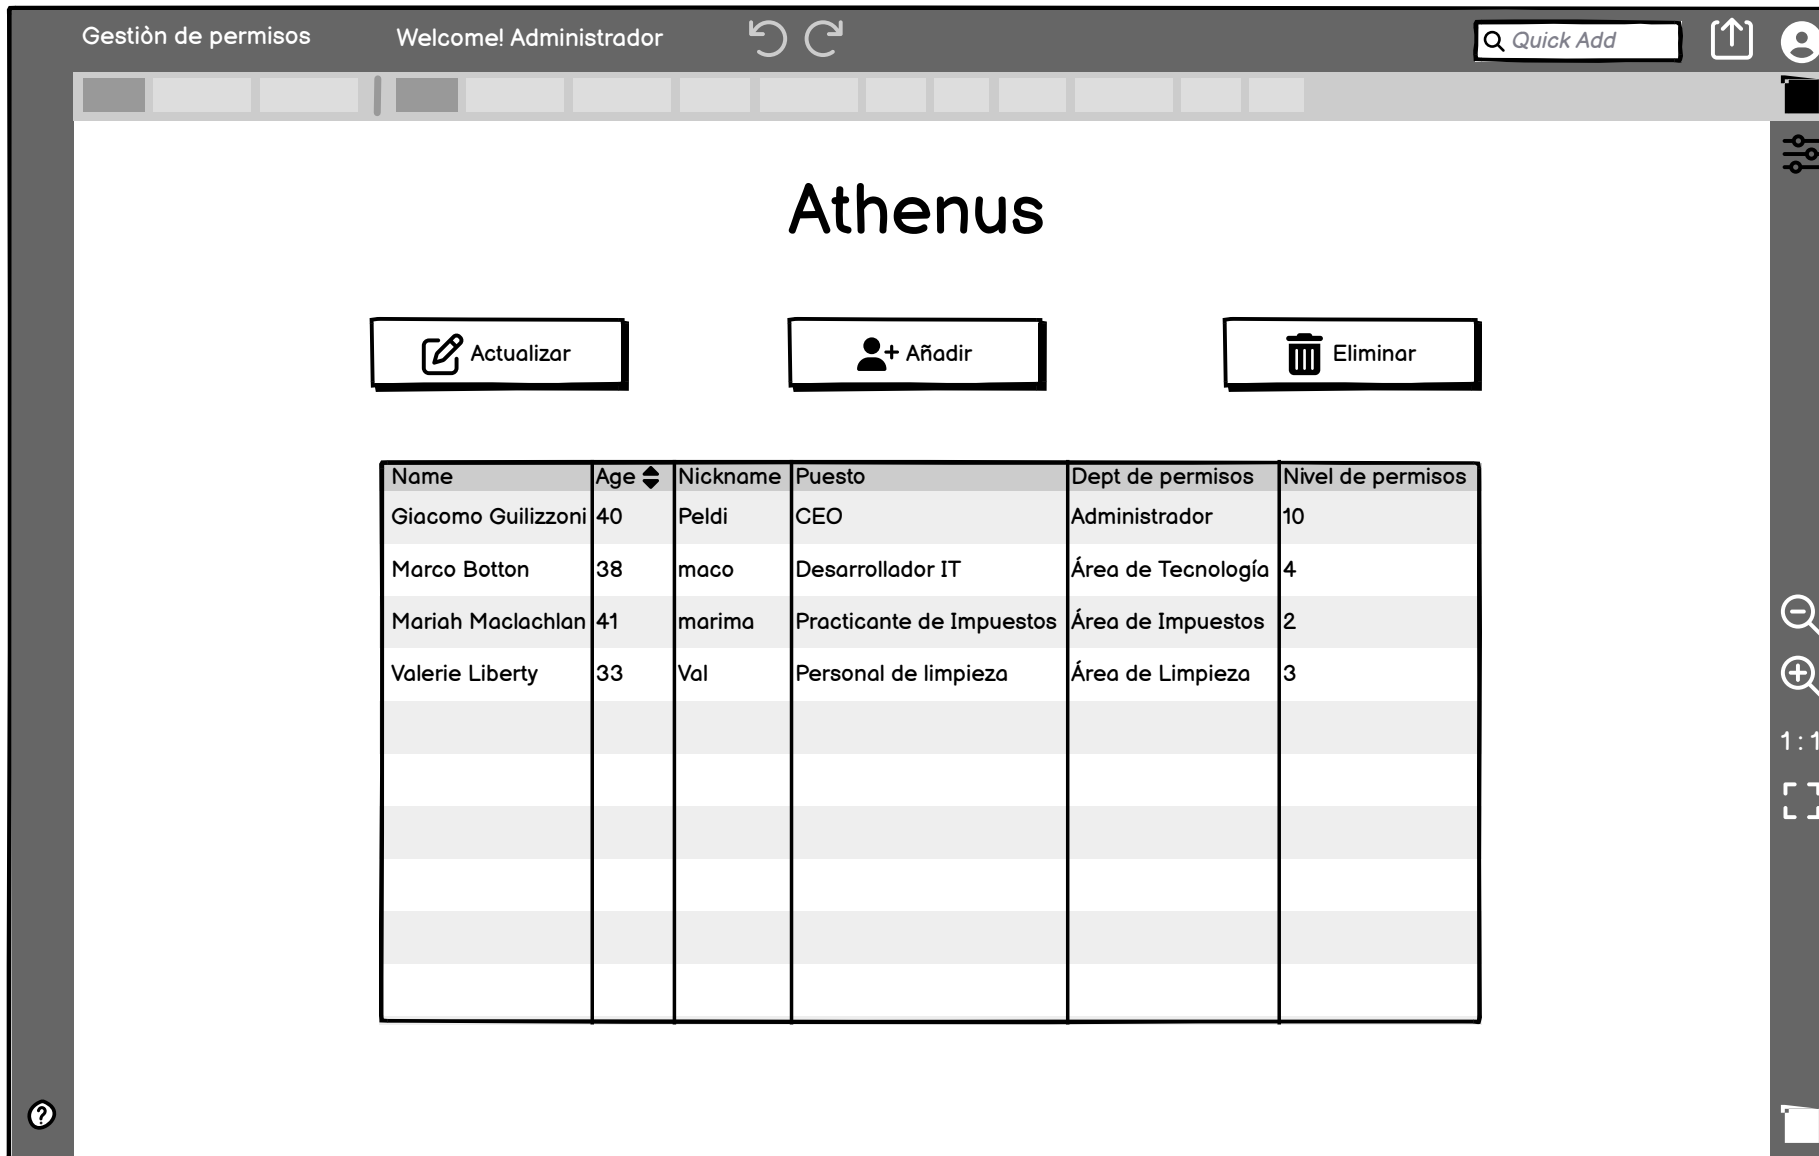 Gestiòn de permisos Welcome! Administrador Quick Add
Athenus
Actualizar Añadir Eliminar
Name Age Nickname Puesto Dept de permisos Nivel de permisos
Giacomo Guilizzoni 40 Peldi CEO Administrador 10
Marco Botton 38 maco Desarrollador IT Área de Tecnología 4
Mariah Maclachlan 41 marima Practicante de Impuestos Área de Impuestos 2
Valerie Liberty 33 Val Personal de limpieza Área de Limpieza 3
1:1
?